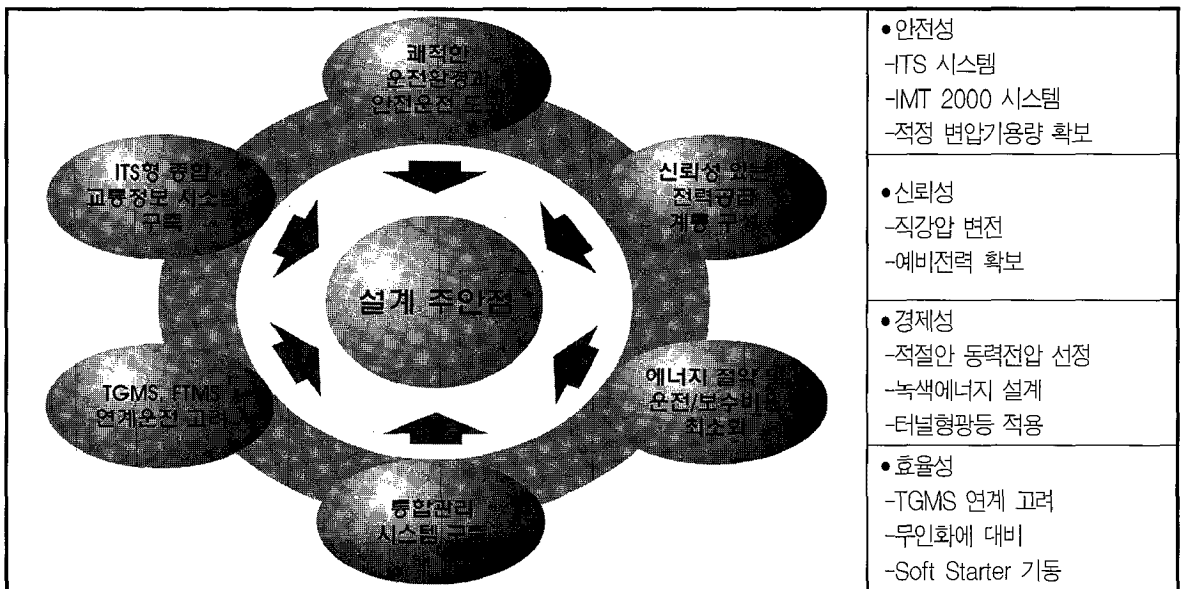 쾌적한
운전환경과
안전운전 도모
ITS형 종합
교통정보 시스템
구축
신뢰성 있는
전력공급
계통 구성
설계 주안점
TGMS, FTMS
연계운전 고려
에너지 절약 및
운전/보수비용
최소화
통합관리
시스템 구축
•안전성
-ITS 시스템
-IMT 2000 시스템
-적정 변압기용량 확보
•신뢰성
-직강압 변전
-예비전력 확보
•경제성
-적절안 동력전압 선정
-녹색에너지 설계
-터널형광등 적용
•효율성
-TGMS 연계 고려
-무인화에 대비
-Soft Starter 기동